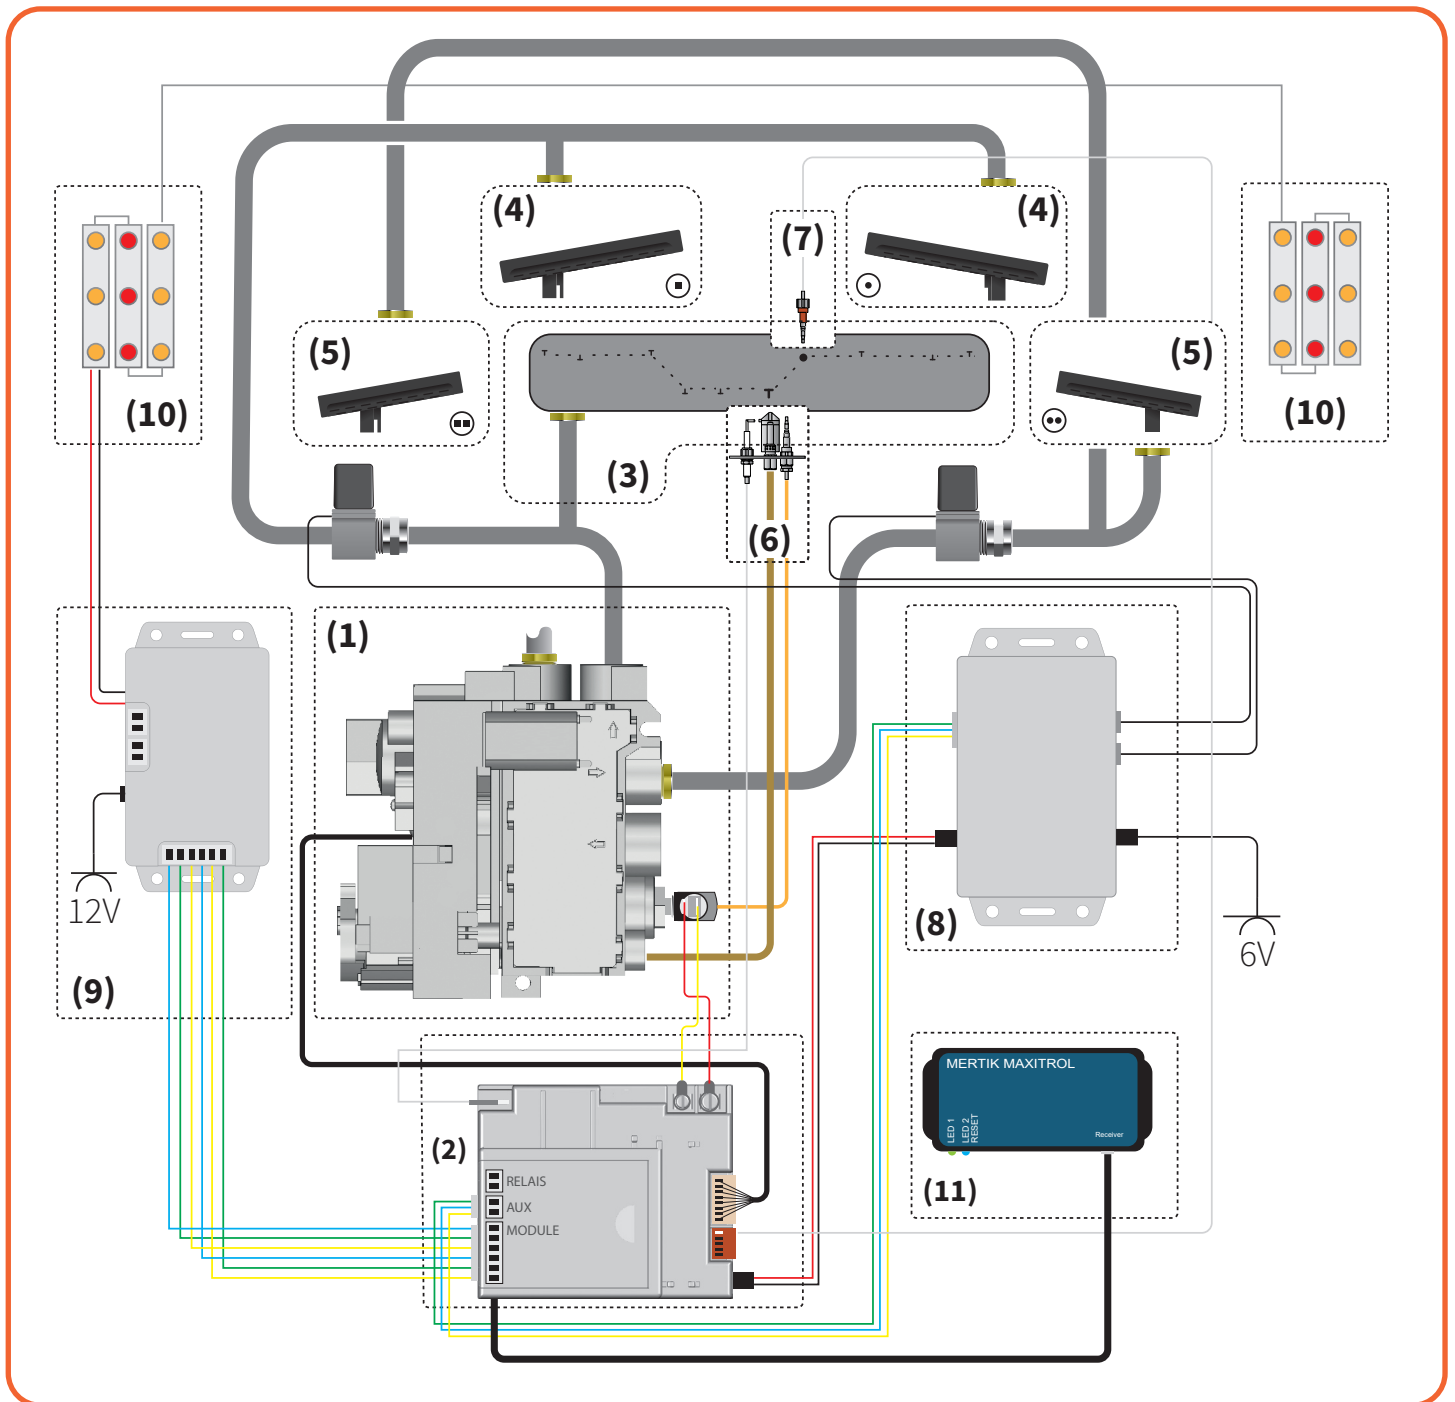 (4)
(4)
(7)
(5)
(5)
(10)
(10)
(3)
(6)
(1)
12V
(8)
6V
(9)
MERTIK MAXITROL
LED 1
LED 2
RESET
Receiver
(2)
RELAIS
AUX
MODULE
(11)